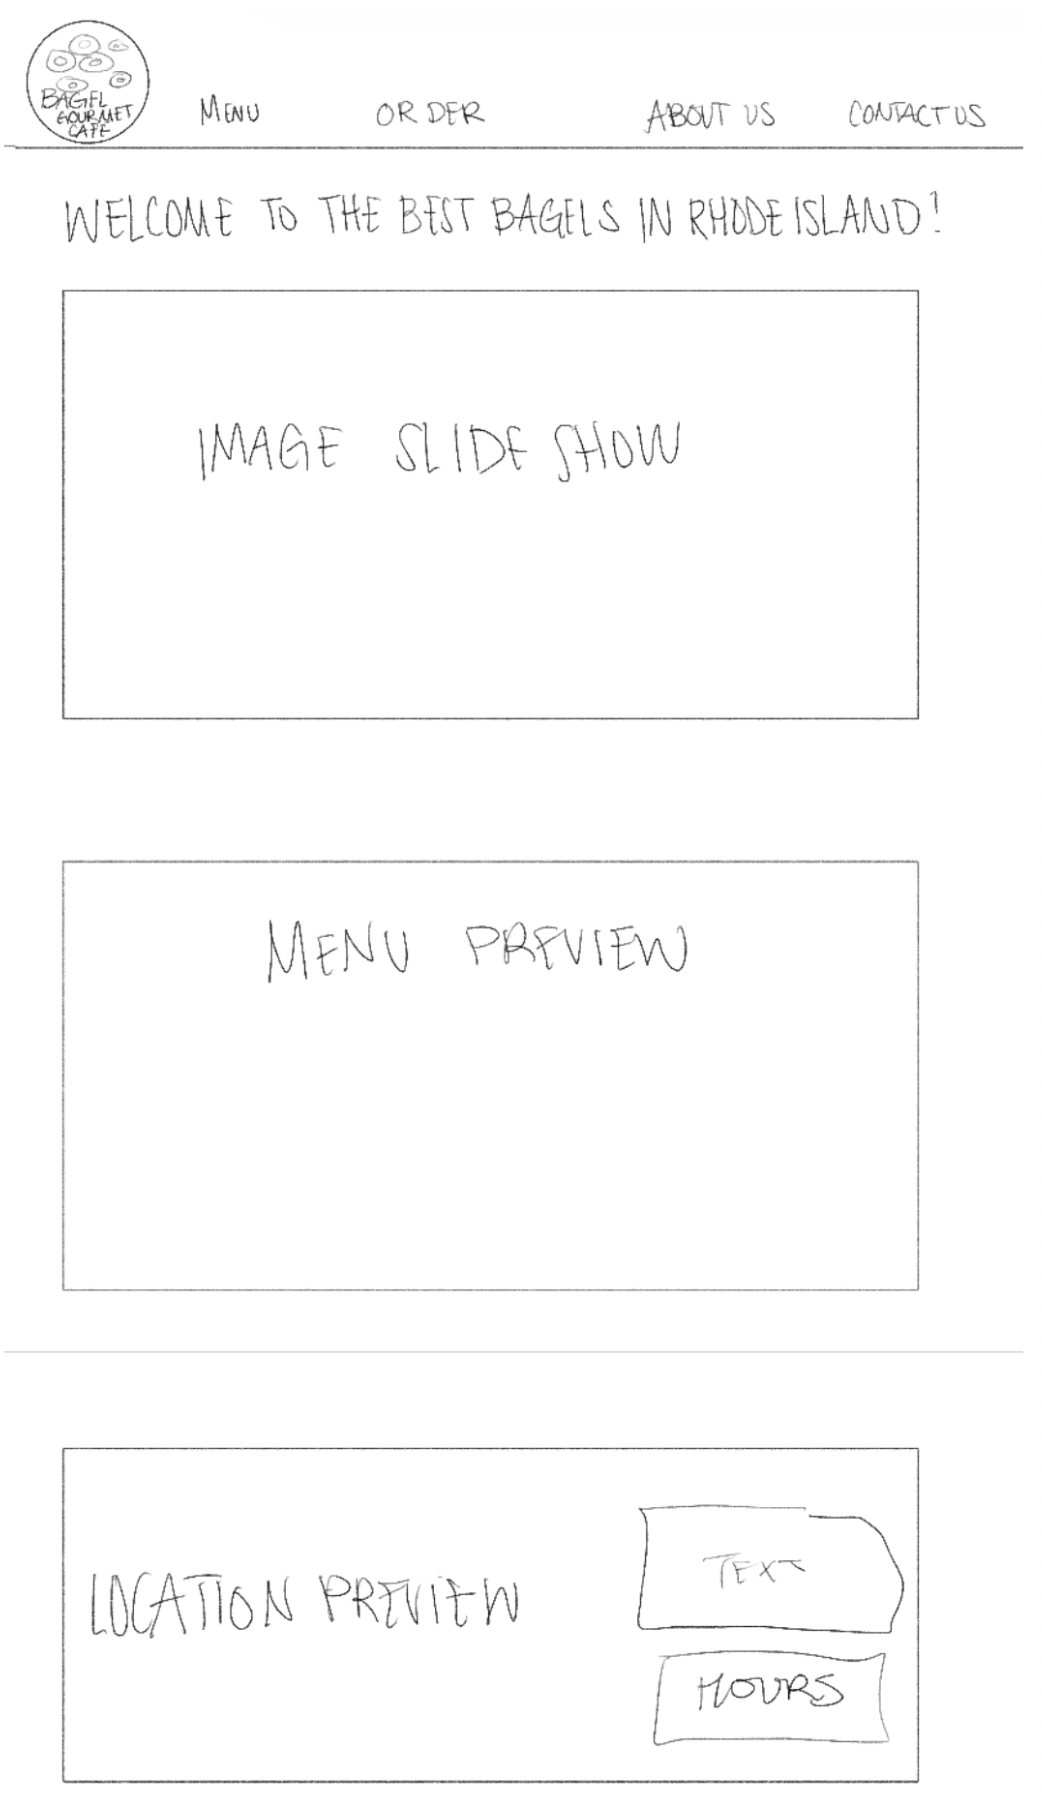 BAGEL
GOURMET
CAFE
MENU
ORDER
ABOUT US
CONTACT US
WELCOME TO THE BEST BAGELS IN RHODE ISLAND!
IMAGE SLIDE SHOW
MENU PREVIEW
LOCATION PREVIEW
TEXT
HOURS